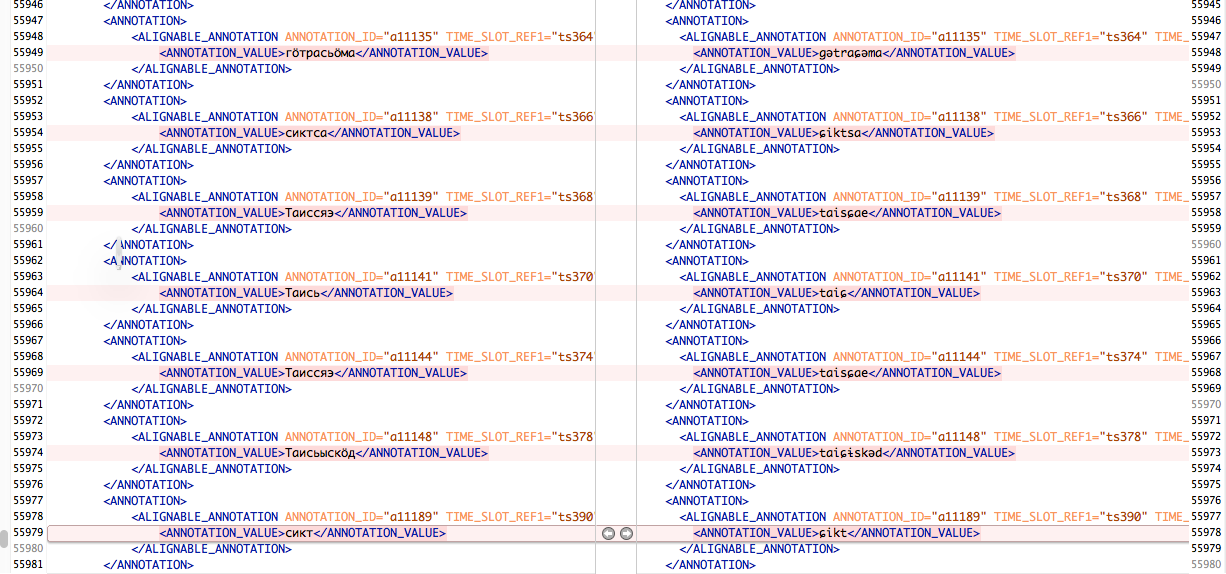 55946 </ANNOTATION>
55947 <ANNOTATION>
55948 <ALIGNABLE_ANNOTATION ANNOTATION_ID="a11135" TIME_SLOT_REF1="ts364
55949 <ANNOTATION_VALUE>гӧтрасьӧма</ANNOTATION_VALUE>
55950 </ALIGNABLE_ANNOTATION>
55951 </ANNOTATION>
55952 <ANNOTATION>
55953 <ALIGNABLE_ANNOTATION ANNOTATION_ID="a11138" TIME_SLOT_REF1="ts366
55954 <ANNOTATION_VALUE>сиктса</ANNOTATION_VALUE>
55955 </ALIGNABLE_ANNOTATION>
55956 </ANNOTATION>
55957 <ANNOTATION>
55958 <ALIGNABLE_ANNOTATION ANNOTATION_ID="a11139" TIME_SLOT_REF1="ts368
55959 <ANNOTATION_VALUE>Таиссяэ</ANNOTATION_VALUE>
55960 </ALIGNABLE_ANNOTATION>
55961 </ANNOTATION>
55962 <ANNOTATION>
55963 <ALIGNABLE_ANNOTATION ANNOTATION_ID="a11141" TIME_SLOT_REF1="ts370
55964 <ANNOTATION_VALUE>Таись</ANNOTATION_VALUE>
55965 </ALIGNABLE_ANNOTATION>
55966 </ANNOTATION>
55967 <ANNOTATION>
55968 <ALIGNABLE_ANNOTATION ANNOTATION_ID="a11144" TIME_SLOT_REF1="ts374
55969 <ANNOTATION_VALUE>Таиссяэ</ANNOTATION_VALUE>
55970 </ALIGNABLE_ANNOTATION>
55971 </ANNOTATION>
55972 <ANNOTATION>
55973 <ALIGNABLE_ANNOTATION ANNOTATION_ID="a11148" TIME_SLOT_REF1="ts378
55974 <ANNOTATION_VALUE>Таисьыскӧд</ANNOTATION_VALUE>
55975 </ALIGNABLE_ANNOTATION>
55976 </ANNOTATION>
55977 <ANNOTATION>
55978 <ALIGNABLE_ANNOTATION ANNOTATION_ID="a11189" TIME_SLOT_REF1="ts390
55979 <ANNOTATION_VALUE>сикт</ANNOTATION_VALUE>
55980 </ALIGNABLE_ANNOTATION>
55981 </ANNOTATION>
</ANNOTATION> 55945
<ANNOTATION> 55946
<ALIGNABLE_ANNOTATION ANNOTATION_ID="a11135" TIME_SLOT_REF1="ts364" TIME_ 55947
<ANNOTATION_VALUE>gətraɕəma</ANNOTATION_VALUE> 55948
</ALIGNABLE_ANNOTATION> 55949
</ANNOTATION> 55950
<ANNOTATION> 55951
<ALIGNABLE_ANNOTATION ANNOTATION_ID="a11138" TIME_SLOT_REF1="ts366" TIME_ 55952
<ANNOTATION_VALUE>ɕiktsa</ANNOTATION_VALUE> 55953
</ALIGNABLE_ANNOTATION> 55954
</ANNOTATION> 55955
<ANNOTATION> 55956
<ALIGNABLE_ANNOTATION ANNOTATION_ID="a11139" TIME_SLOT_REF1="ts368" TIME_ 55957
<ANNOTATION_VALUE>taisɕae</ANNOTATION_VALUE> 55958
</ALIGNABLE_ANNOTATION> 55959
</ANNOTATION> 55960
<ANNOTATION> 55961
<ALIGNABLE_ANNOTATION ANNOTATION_ID="a11141" TIME_SLOT_REF1="ts370" TIME_ 55962
<ANNOTATION_VALUE>taiɕ</ANNOTATION_VALUE> 55963
</ALIGNABLE_ANNOTATION> 55964
</ANNOTATION> 55965
<ANNOTATION> 55966
<ALIGNABLE_ANNOTATION ANNOTATION_ID="a11144" TIME_SLOT_REF1="ts374" TIME_ 55967
<ANNOTATION_VALUE>taisɕae</ANNOTATION_VALUE> 55968
</ALIGNABLE_ANNOTATION> 55969
</ANNOTATION> 55970
<ANNOTATION> 55971
<ALIGNABLE_ANNOTATION ANNOTATION_ID="a11148" TIME_SLOT_REF1="ts378" TIME_ 55972
<ANNOTATION_VALUE>taiɕɨskəd</ANNOTATION_VALUE> 55973
</ALIGNABLE_ANNOTATION> 55974
</ANNOTATION> 55975
<ANNOTATION> 55976
<ALIGNABLE_ANNOTATION ANNOTATION_ID="a11189" TIME_SLOT_REF1="ts390" TIME_ 55977
<ANNOTATION_VALUE>ɕikt</ANNOTATION_VALUE> 55978
</ALIGNABLE_ANNOTATION> 55979
</ANNOTATION> 55980